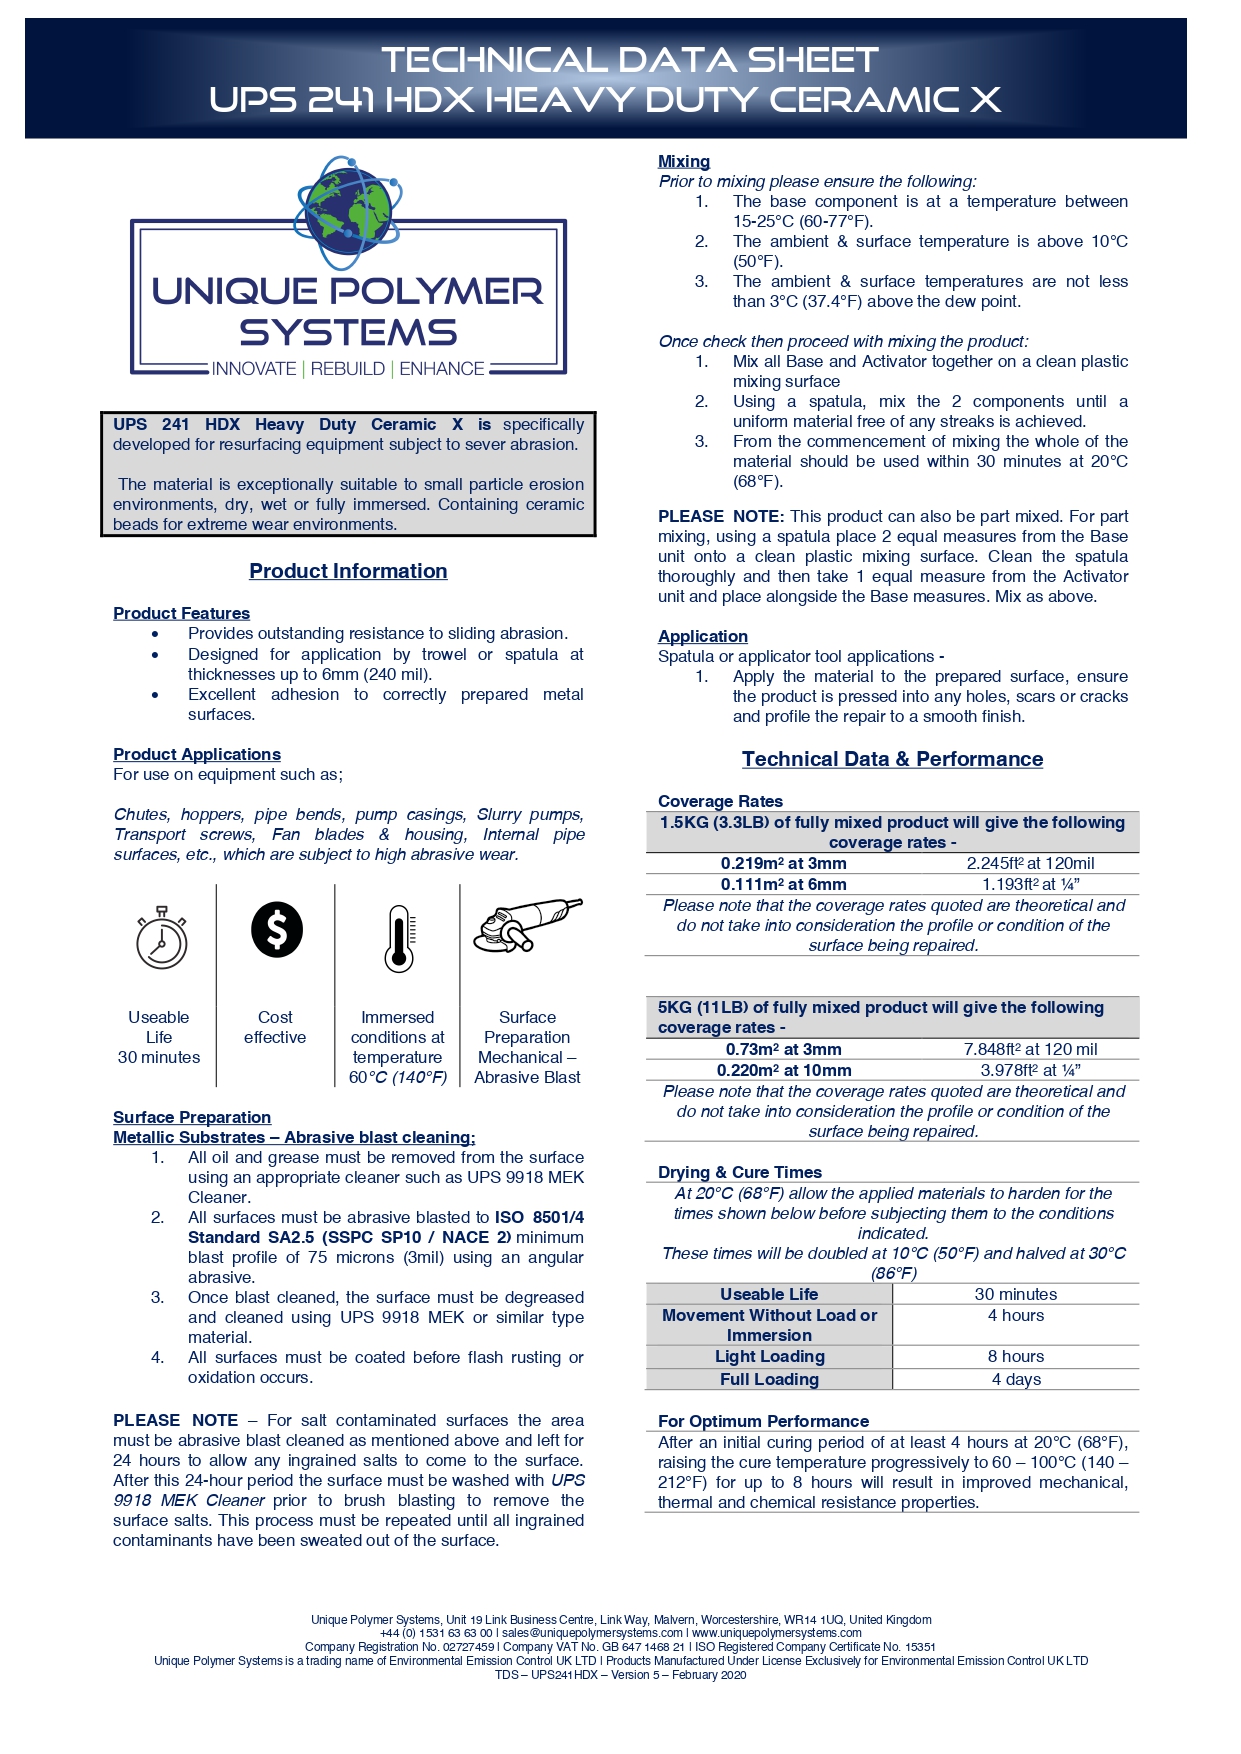 TECHNICAL DATA SHEET
UPS 241 HDX HEAVY DUTY CERAMIC X
UNIQUE POLYMER
SYSTEMS
INNOVATE | REBUILD | ENHANCE
UPS 241 HDX Heavy Duty Ceramic X is specifically
developed for resurfacing equipment subject to sever abrasion.
The material is exceptionally suitable to small particle erosion
environments, dry, wet or fully immersed. Containing ceramic
beads for extreme wear environments.
Product Information
Product Features
• Provides outstanding resistance to sliding abrasion.
• Designed for application by trowel or spatula at
thicknesses up to 6mm (240 mil).
• Excellent adhesion to correctly prepared metal
surfaces.
Product Applications
For use on equipment such as;
Chutes, hoppers, pipe bends, pump casings, Slurry pumps,
Transport screws, Fan blades & housing, Internal pipe
surfaces, etc., which are subject to high abrasive wear.
Useable
Life
30 minutes
Cost
effective
Immersed
conditions at
temperature
60°C (140°F)
Surface
Preparation
Mechanical –
Abrasive Blast
Surface Preparation
Metallic Substrates – Abrasive blast cleaning;
1. All oil and grease must be removed from the surface
using an appropriate cleaner such as UPS 9918 MEK
Cleaner.
2. All surfaces must be abrasive blasted to ISO 8501/4
Standard SA2.5 (SSPC SP10 / NACE 2) minimum
blast profile of 75 microns (3mil) using an angular
abrasive.
3. Once blast cleaned, the surface must be degreased
and cleaned using UPS 9918 MEK or similar type
material.
4. All surfaces must be coated before flash rusting or
oxidation occurs.
PLEASE NOTE – For salt contaminated surfaces the area
must be abrasive blast cleaned as mentioned above and left for
24 hours to allow any ingrained salts to come to the surface.
After this 24-hour period the surface must be washed with UPS
9918 MEK Cleaner prior to brush blasting to remove the
surface salts. This process must be repeated until all ingrained
contaminants have been sweated out of the surface.
Mixing
Prior to mixing please ensure the following:
1. The base component is at a temperature between
15-25°C (60-77°F).
2. The ambient & surface temperature is above 10°C
(50°F).
3. The ambient & surface temperatures are not less
than 3°C (37.4°F) above the dew point.
Once check then proceed with mixing the product:
1. Mix all Base and Activator together on a clean plastic
mixing surface
2. Using a spatula, mix the 2 components until a
uniform material free of any streaks is achieved.
3. From the commencement of mixing the whole of the
material should be used within 30 minutes at 20°C
(68°F).
PLEASE NOTE: This product can also be part mixed. For part
mixing, using a spatula place 2 equal measures from the Base
unit onto a clean plastic mixing surface. Clean the spatula
thoroughly and then take 1 equal measure from the Activator
unit and place alongside the Base measures. Mix as above.
Application
Spatula or applicator tool applications -
1. Apply the material to the prepared surface, ensure
the product is pressed into any holes, scars or cracks
and profile the repair to a smooth finish.
Technical Data & Performance
Coverage Rates
1.5KG (3.3LB) of fully mixed product will give the following
coverage rates -
0.219m² at 3mm 2.245ft² at 120mil
0.111m² at 6mm 1.193ft² at ¼”
Please note that the coverage rates quoted are theoretical and
do not take into consideration the profile or condition of the
surface being repaired.
5KG (11LB) of fully mixed product will give the following
coverage rates -
0.73m² at 3mm 7.848ft² at 120 mil
0.220m² at 10mm 3.978ft² at ¼”
Please note that the coverage rates quoted are theoretical and
do not take into consideration the profile or condition of the
surface being repaired.
Drying & Cure Times
At 20°C (68°F) allow the applied materials to harden for the
times shown below before subjecting them to the conditions
indicated.
These times will be doubled at 10°C (50°F) and halved at 30°C
(86°F)
Useable Life 30 minutes
Movement Without Load or 4 hours
Immersion
Light Loading 8 hours
Full Loading 4 days
For Optimum Performance
After an initial curing period of at least 4 hours at 20°C (68°F),
raising the cure temperature progressively to 60 – 100°C (140 –
212°F) for up to 8 hours will result in improved mechanical,
thermal and chemical resistance properties.
Unique Polymer Systems, Unit 19 Link Business Centre, Link Way, Malvern, Worcestershire, WR14 1UQ, United Kingdom
+44 (0) 1531 63 63 00 | sales@uniquepolymersystems.com | www.uniquepolymersystems.com
Company Registration No. 02727459 | Company VAT No. GB 647 1468 21 | ISO Registered Company Certificate No. 15351
Unique Polymer Systems is a trading name of Environmental Emission Control UK LTD | Products Manufactured Under License Exclusively for Environmental Emission Control UK LTD
TDS – UPS241HDX – Version 5 – February 2020